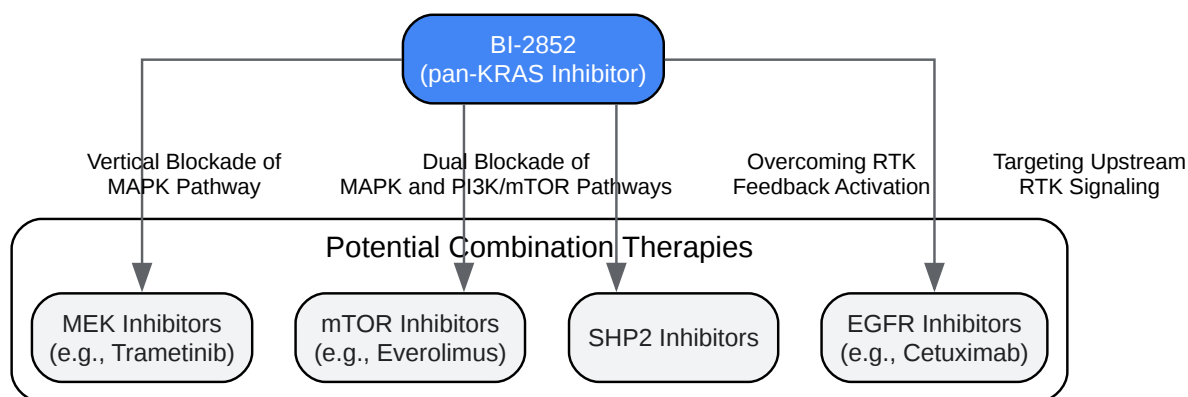 BI-2852
(pan-KRAS Inhibitor)
Vertical Blockade of
MAPK Pathway
Dual Blockade of
MAPK and PI3K/mTOR Pathways
Overcoming RTK
Feedback Activation
Targeting Upstream
RTK Signaling
Potential Combination Therapies
MEK Inhibitors
(e.g., Trametinib)
mTOR Inhibitors
(e.g., Everolimus)
SHP2 Inhibitors
EGFR Inhibitors
(e.g., Cetuximab)